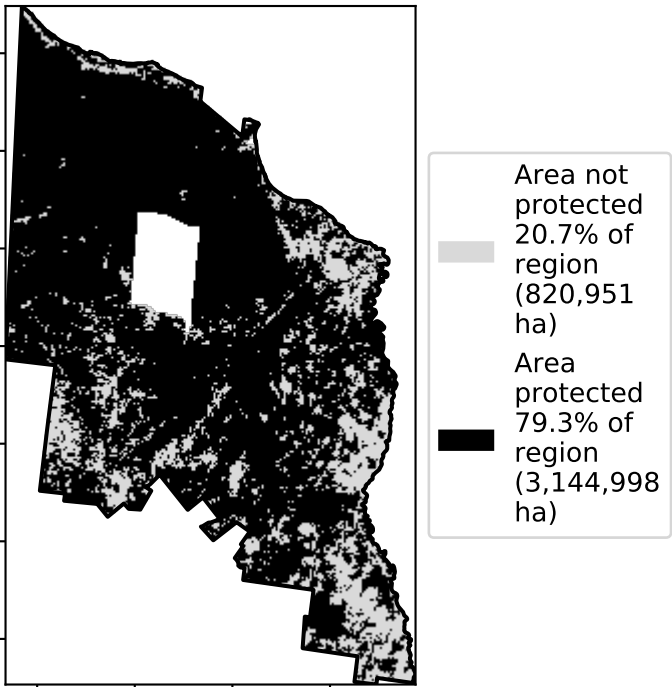 Area not
protected
20.7% of
region
(820,951
ha)
Area
protected
79.3% of
region
(3,144,998
ha)